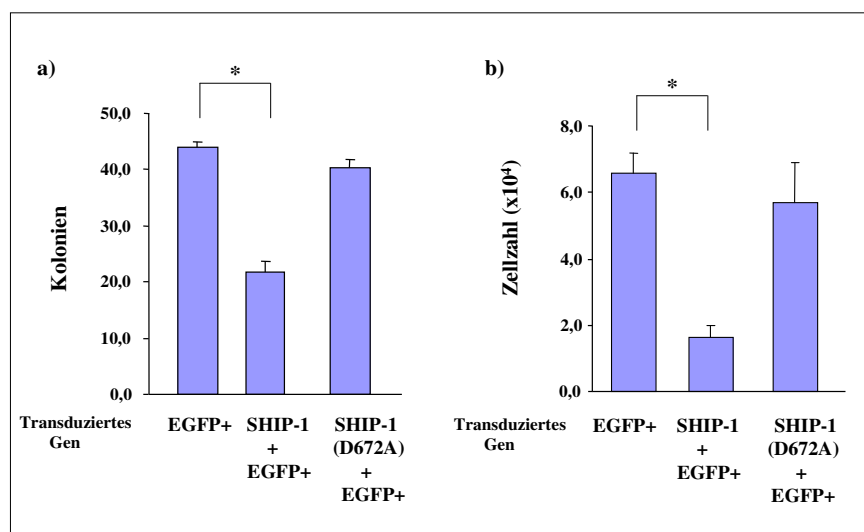 a)
*
50,0
40,0
30,0
20,0
10,0
0,0
Kolonien
Transduziertes
Gen
EGFP+
SHIP-1
+
EGFP+
SHIP-1
(D672A)
+
EGFP+
b)
*
8,0
6,0
4,0
2,0
0,0
Zellzahl (x10⁴)
Transduziertes
Gen
EGFP+
SHIP-1
+
EGFP+
SHIP-1
(D672A)
+
EGFP+